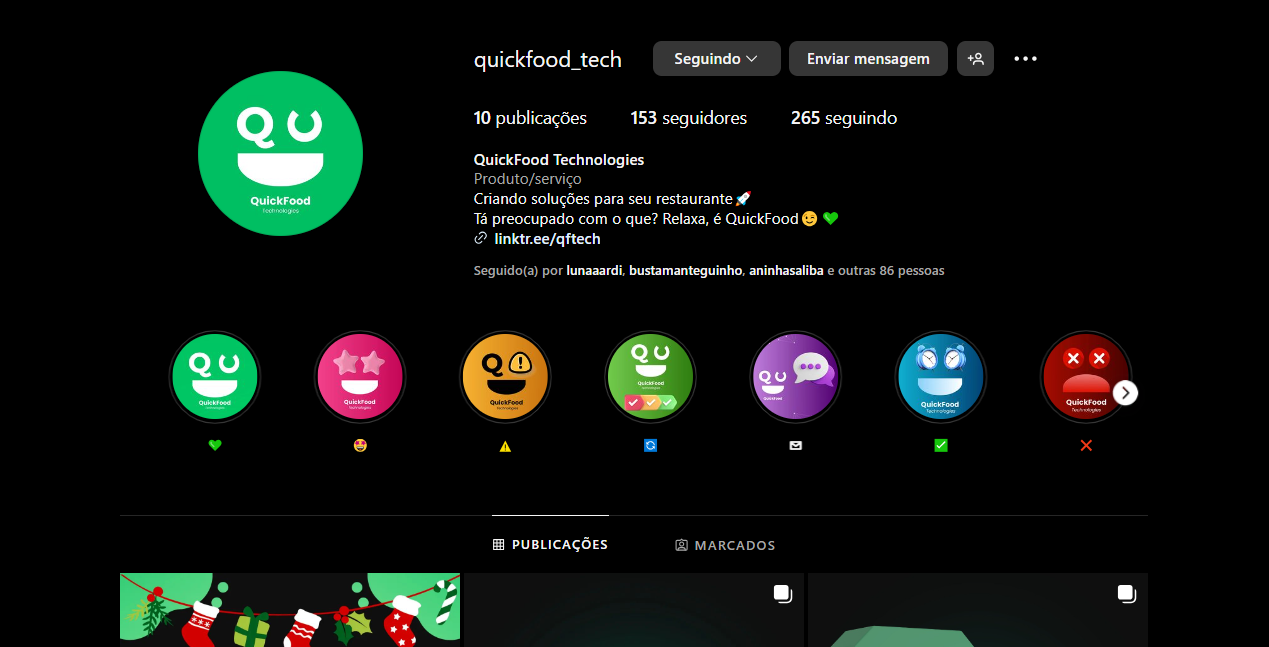 quickfood_tech
Seguindo
Enviar mensagem
10 publicações
153 seguidores
265 seguindo
QuickFood Technologies
Produto/serviço
Criando soluções para seu restaurante🚀
Tá preocupado com o que? Relaxa, é QuickFood😉 💚
linktr.ee/qftech
Seguido(a) por lunaaardi, bustamanteguinho, aninhasaliba e outras 86 pessoas
QuickFood
Technologies
QuickFood
Technologies
QuickFood
Technologies
QuickFood
Technologies
QuickFood
Technologies
QuickFood
QuickFood
Technologies
QuickFood
Technologies
PUBLICAÇÕES
MARCADOS